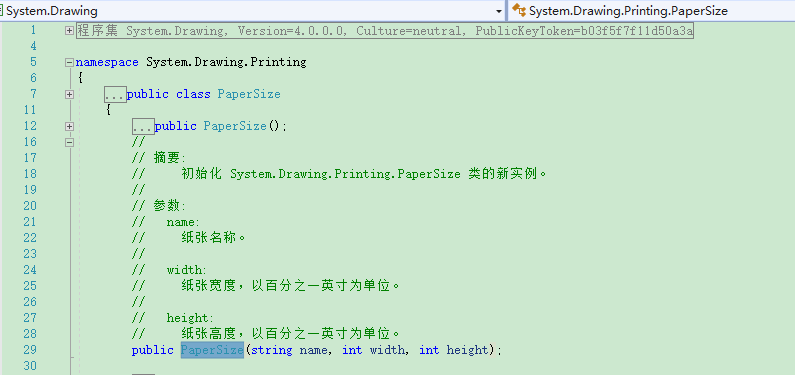 System.Drawing
System.Drawing.Printing.PaperSize
1 程序集 System.Drawing, Version=4.0.0.0, Culture=neutral, PublicKeyToken=b03f5f7f11d50a3a
4
5 namespace System.Drawing.Printing
6 {
7 ...public class PaperSize
11 {
12 ...public PaperSize();
16 //
17 // 摘要:
18 //     初始化 System.Drawing.Printing.PaperSize 类的新实例。
19 //
20 // 参数:
21 //   name:
22 //     纸张名称。
23 //
24 //   width:
25 //     纸张宽度，以百分之一英寸为单位。
26 //
27 //   height:
28 //     纸张高度，以百分之一英寸为单位。
29 public PaperSize(string name, int width, int height);
30